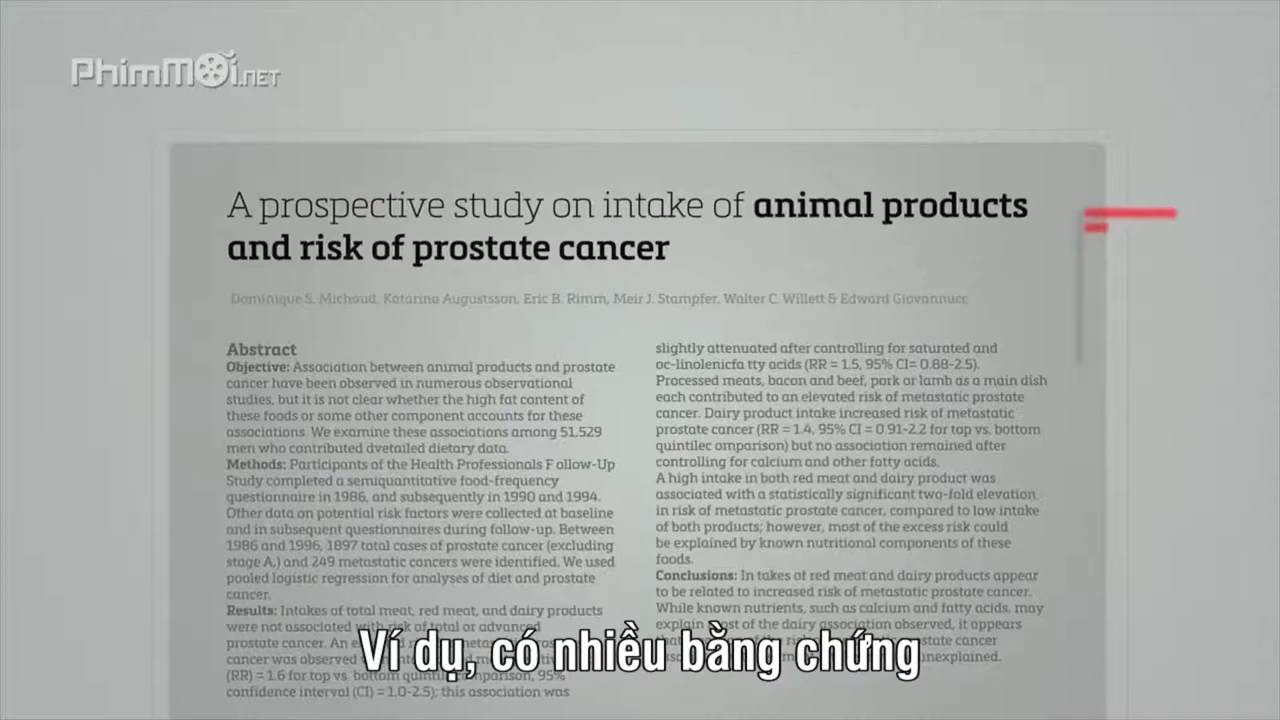 PhimMỡi.NET
A prospective study on intake of animal products
and risk of prostate cancer
Dominique S. Michaud, Katarina Augustsson, Eric B. Rimm, Meir J. Stampfer, Walter C. Willett & Edward Giovannucc
Abstract
Objective: Association between animal products and prostate
cancer have been observed in numerous observational
studies, but it is not clear whether the high fat content of
these foods or some other component accounts for these
associations. We examine these associations among 51,529
men who contributed dvetailed dietary data.
Methods: Participants of the Health Professionals F ollow-Up
Study completed a semiquantitative food-frequency
questionnaire in 1986, and subsequently in 1990 and 1994.
Other data on potential risk factors were collected at baseline
and in subsequent questionnaires during follow-up. Between
1986 and 1996, 1897 total cases of prostate cancer (excluding
stage A,) and 249 metastatic cancers were identified. We used
pooled logistic regression for analyses of diet and prostate
cancer.
Results: Intakes of total meat, red meat, and dairy products
were not associated with risk of total or advanced
prostate cancer. An
cancer was observed
(RR) = 1.6 for top vs. bottom
confidence interval (CI) = 1.0-2.5); this association was
slightly attenuated after controlling for saturated and
oc-linolenicfa tty acids (RR = 1.5, 95% CI= 0.88-2.5).
Processed meats, bacon and beef, pork or lamb as a main dish
each contributed to an elevated risk of metastatic prostate
cancer. Dairy product intake increased risk of metastatic
prostate cancer (RR = 1.4, 95% CI = 0.91-2.2 for top vs. bottom
quintilec omparison) but no association remained after
controlling for calcium and other fatty acids.
A high intake in both red meat and dairy product was
associated with a statistically significant two-fold elevation
in risk of metastatic prostate cancer, compared to low intake
of both products; however, most of the excess risk could
be explained by known nutritional components of these
foods.
Conclusions: In takes of red meat and dairy products appear
to be related to increased risk of metastatic prostate cancer.
While known nutrients, such as calcium and fatty acids, may
explain most of the dairy association observed, it appears
cancer
unexplained.
Ví dụ, có nhiều bằng chứng